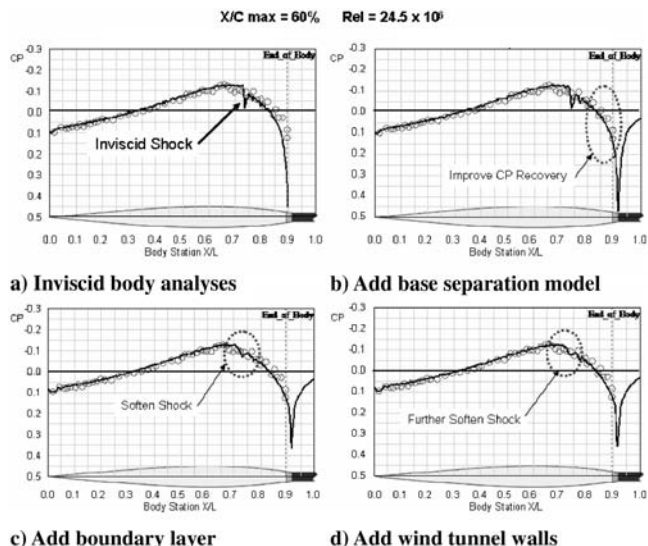 X/C max = 60% Rel = 24.5 x 10⁶
-0.3
CP
-0.2
-0.1
0.0
0.1
0.2
0.3
0.4
0.5
End_of_Body
Inviscid Shock
0.0 0.1 0.2 0.3 0.4 0.5 0.6 0.7 0.8 0.9 1.0
Body Station X/L
a) Inviscid body analyses
-0.3
CP
-0.2
-0.1
0.0
0.1
0.2
0.3
0.4
0.5
End_of_Body
Improve CP Recovery
0.0 0.1 0.2 0.3 0.4 0.5 0.6 0.7 0.8 0.9 1.0
Body Station X/L
b) Add base separation model
-0.3
CP
-0.2
-0.1
0.0
0.1
0.2
0.3
0.4
0.5
End_of_Body
Soften Shock
0.0 0.1 0.2 0.3 0.4 0.5 0.6 0.7 0.8 0.9 1.0
Body Station X/L
c) Add boundary layer
-0.3
CP
-0.2
-0.1
0.0
0.1
0.2
0.3
0.4
0.5
End_of_Body
Further Soften Shock
0.0 0.1 0.2 0.3 0.4 0.5 0.6 0.7 0.8 0.9 1.0
Body Station X/L
d) Add wind tunnel walls